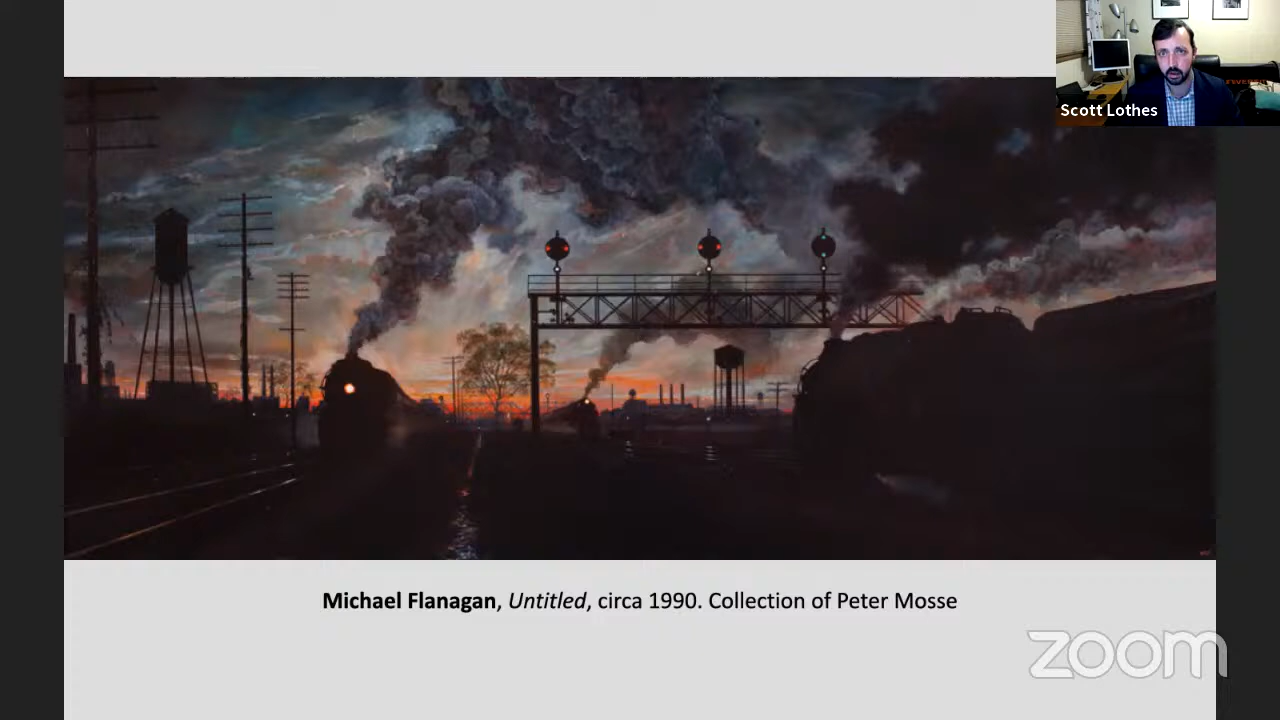 Scott Lothes
Michael Flanagan, Untitled, circa 1990. Collection of Peter Mosse
zoom